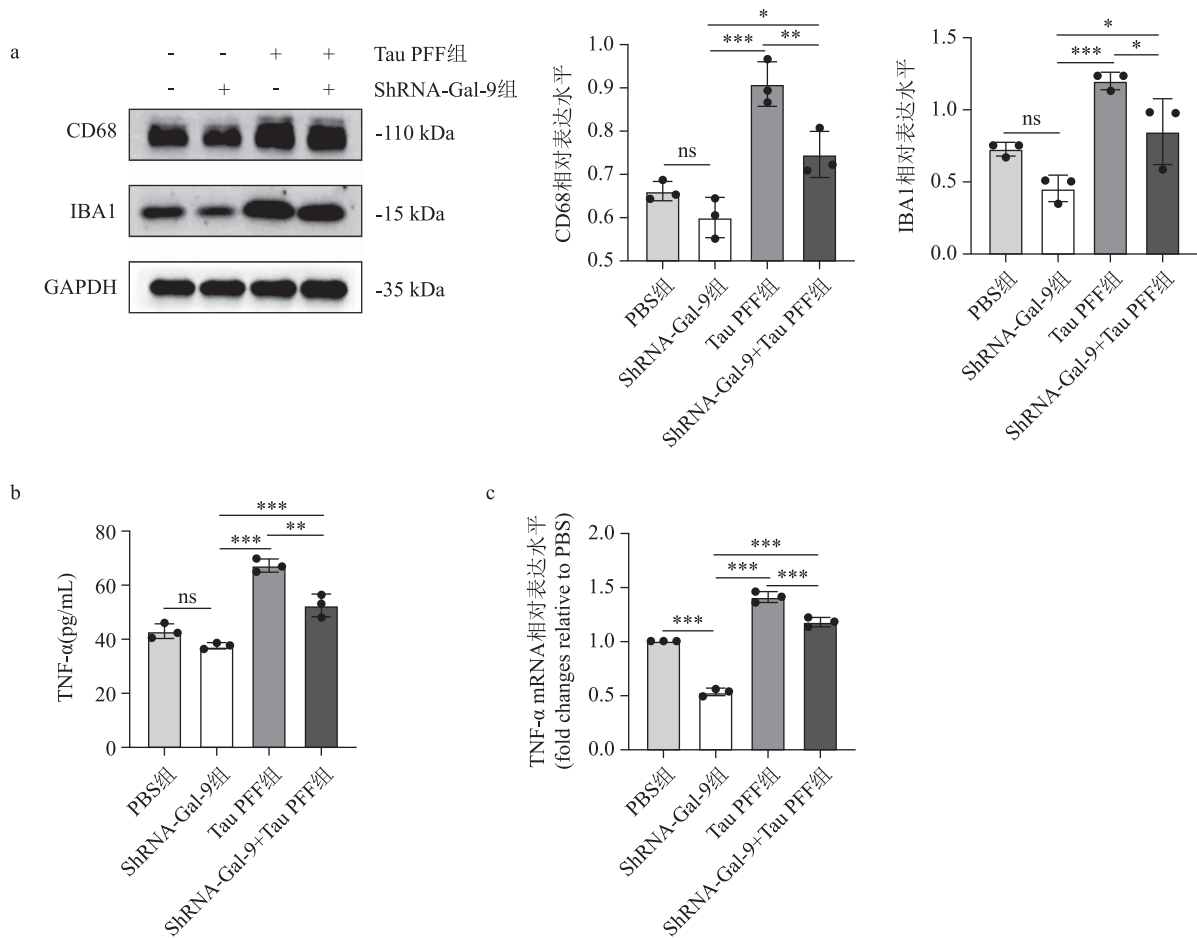 a
- - + + Tau PFF组
- + - + ShRNA-Gal-9组
CD68 -110 kDa
IBA1 -15 kDa
GAPDH -35 kDa
CD68相对表达水平
1.0
0.9
0.8
0.7
0.6
0.5
*
*** **
ns
PBS组
ShRNA-Gal-9组
Tau PFF组
ShRNA-Gal-9+Tau PFF组
IBA1相对表达水平
1.5
1.0
0.5
0.0
*
*** *
ns
PBS组
ShRNA-Gal-9组
Tau PFF组
ShRNA-Gal-9+Tau PFF组
b
TNF-α(pg/mL)
80
60
40
20
0
***
*** **
ns
PBS组
ShRNA-Gal-9组
Tau PFF组
ShRNA-Gal-9+Tau PFF组
c
TNF-α mRNA相对表达水平
(fold changes relative to PBS)
2.0
1.5
1.0
0.5
0.0
***
*** ***
***
PBS组
ShRNA-Gal-9组
Tau PFF组
ShRNA-Gal-9+Tau PFF组